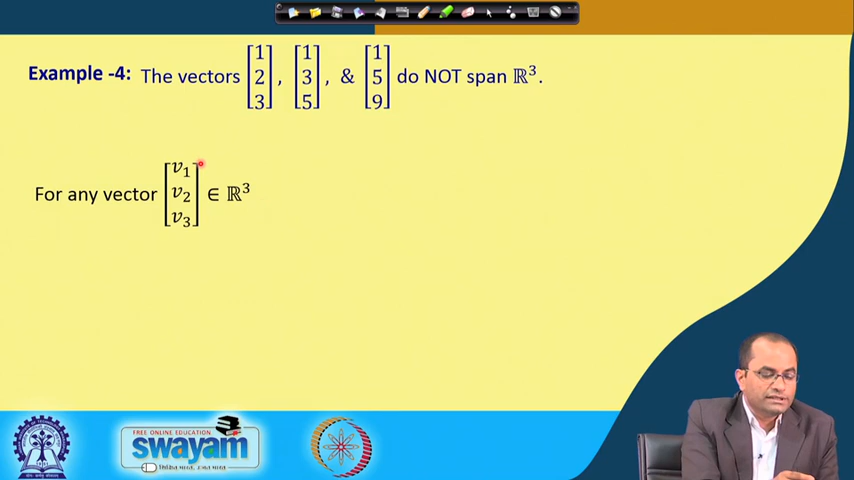 Example -4: The vectors [1 2 3], [1 3 5], & [1 5 9] do NOT span ℝ³.
For any vector [v₁ v₂ v₃] ∈ ℝ³
FREE ONLINE EDUCATION
swayam